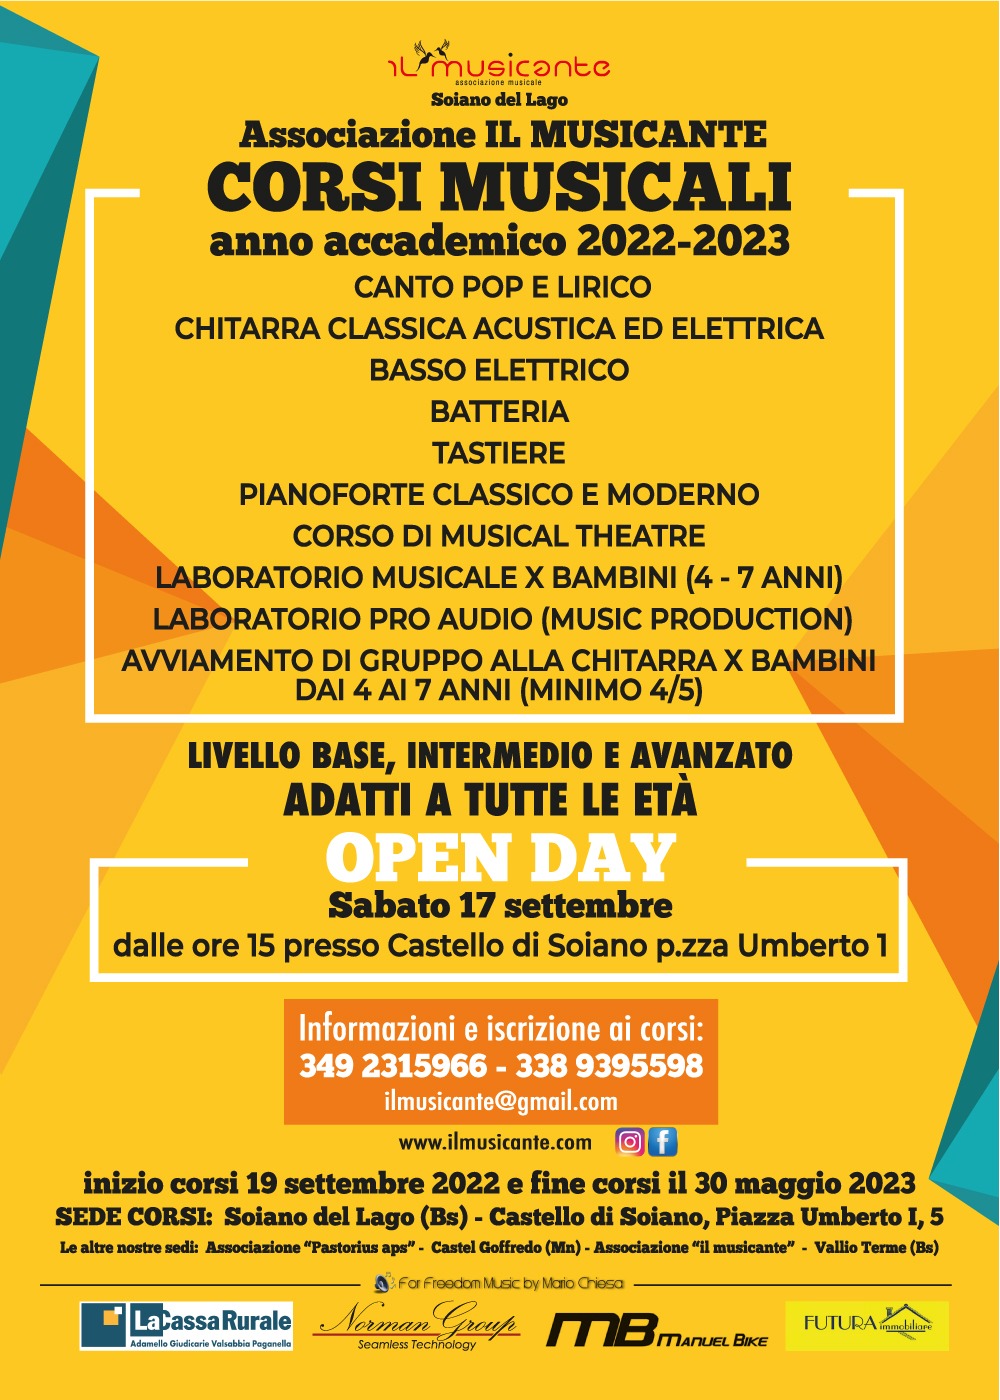 iL musicante
associazione musicale
Soiano del Lago
Associazione IL MUSICANTE
CORSI MUSICALI
anno accademico 2022-2023
CANTO POP E LIRICO
CHITARRA CLASSICA ACUSTICA ED ELETTRICA
BASSO ELETTRICO
BATTERIA
TASTIERE
PIANOFORTE CLASSICO E MODERNO
CORSO DI MUSICAL THEATRE
LABORATORIO MUSICALE X BAMBINI (4 - 7 ANNI)
LABORATORIO PRO AUDIO (MUSIC PRODUCTION)
AVVIAMENTO DI GRUPPO ALLA CHITARRA X BAMBINI
DAI 4 AI 7 ANNI (MINIMO 4/5)
LIVELLO BASE, INTERMEDIO E AVANZATO
ADATTI A TUTTE LE ETÀ
OPEN DAY
Sabato 17 settembre
dalle ore 15 presso Castello di Soiano p.zza Umberto 1
Informazioni e iscrizione ai corsi:
349 2315966 - 338 9395598
ilmusicante@gmail.com
www.ilmusicante.com
inizio corsi 19 settembre 2022 e fine corsi il 30 maggio 2023
SEDE CORSI: Soiano del Lago (Bs) - Castello di Soiano, Piazza Umberto I, 5
Le altre nostre sedi: Associazione “Pastorius aps” - Castel Goffredo (Mn) - Associazione “il musicante” - Vallio Terme (Bs)
For Freedom Music by Mario Chiesa
La Cassa Rurale
Adamello Giudicarie Valsabbia Paganella
Norman Group
Seamless Technology
MB MANUEL BIKE
FUTURA immobiliare